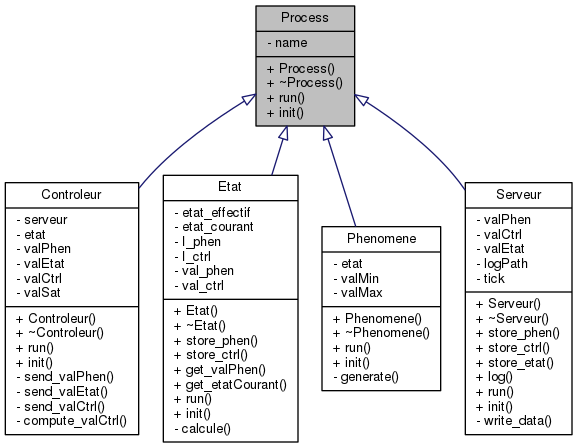 Process
- name
+ Process()
+ ~Process()
+ run()
+ init()
Controleur
- serveur
- etat
- valPhen
- valEtat
- valCtrl
- valSat
+ Controleur()
+ ~Controleur()
+ run()
+ init()
- send_valPhen()
- send_valEtat()
- send_valCtrl()
- compute_valCtrl()
Etat
- etat_effectif
- etat_courant
- l_phen
- l_ctrl
- val_phen
- val_ctrl
+ Etat()
+ ~Etat()
+ store_phen()
+ store_ctrl()
+ get_valPhen()
+ get_etatCourant()
+ run()
+ init()
- calcule()
Phenomene
- etat
- valMin
- valMax
+ Phenomene()
+ ~Phenomene()
+ run()
+ init()
- generate()
Serveur
- valPhen
- valCtrl
- valEtat
- logPath
- tick
+ Serveur()
+ ~Serveur()
+ store_phen()
+ store_ctrl()
+ store_etat()
+ log()
+ run()
+ init()
- write_data()